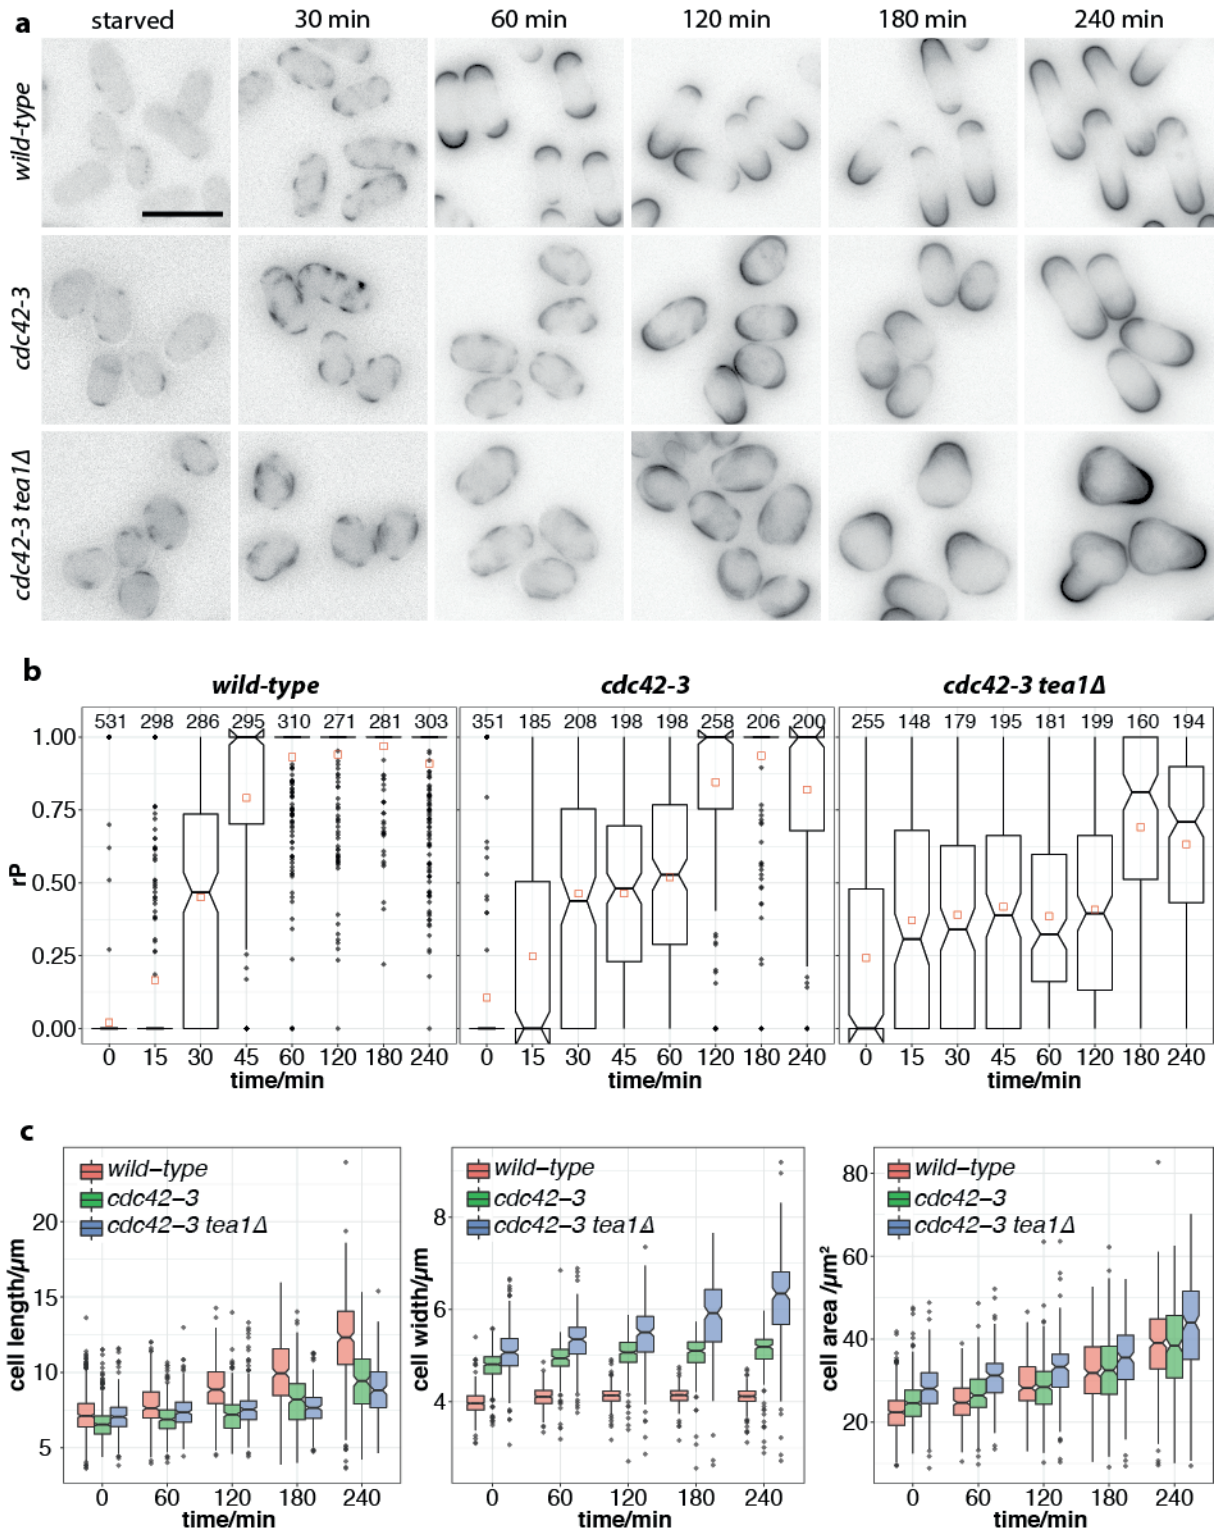 a
starved 30 min 60 min 120 min 180 min 240 min
wild-type
cdc42-3
cdc42-3 tea1Δ
b
wild-type cdc42-3 cdc42-3 tea1Δ
531 298 286 295 310 271 281 303 351 185 208 198 198 258 206 200 255 148 179 195 181 199 160 194
1.00
0.75
0.50
0.25
0.00
rP
0 15 30 45 60 120 180 240 0 15 30 45 60 120 180 240 0 15 30 45 60 120 180 240
time/min time/min time/min
c
wild-type
cdc42-3
cdc42-3 tea1Δ
20
15
10
5
cell length/µm
0 60 120 180 240
time/min
wild-type
cdc42-3
cdc42-3 tea1Δ
8
6
4
cell width/µm
0 60 120 180 240
time/min
wild-type
cdc42-3
cdc42-3 tea1Δ
80
60
40
20
cell area /µm²
0 60 120 180 240
time/min